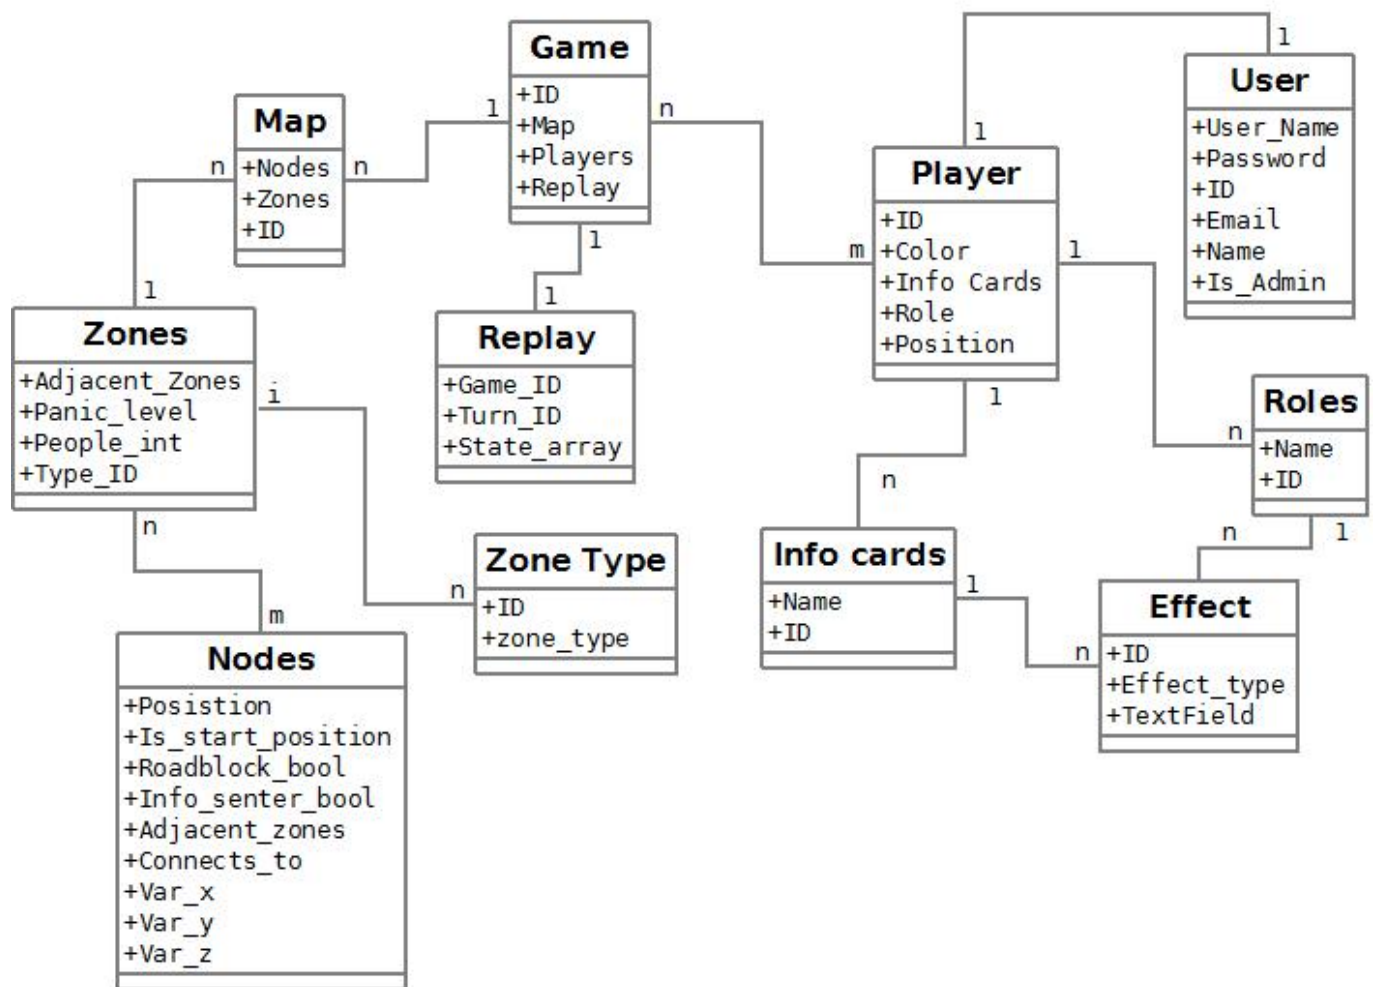 Game
+ID
+Map
+Players
+Replay
1
n
1
Map
+Nodes
+Zones
+ID
n
n
User
+User_Name
+Password
+ID
+Email
+Name
+Is_Admin
1
Player
+ID
+Color
+Info Cards
+Role
+Position
1
m
1
1
Zones
+Adjacent_Zones
+Panic_level
+People_int
+Type_ID
1
i
n
Replay
+Game_ID
+Turn_ID
+State_array
1
Roles
+Name
+ID
n
1
Zone Type
+ID
+zone_type
n
Info cards
+Name
+ID
n
1
Effect
+ID
+Effect_type
+TextField
n
n
Nodes
+Posistion
+Is_start_position
+Roadblock_bool
+Info_senter_bool
+Adjacent_zones
+Connects_to
+Var_x
+Var_y
+Var_z
m